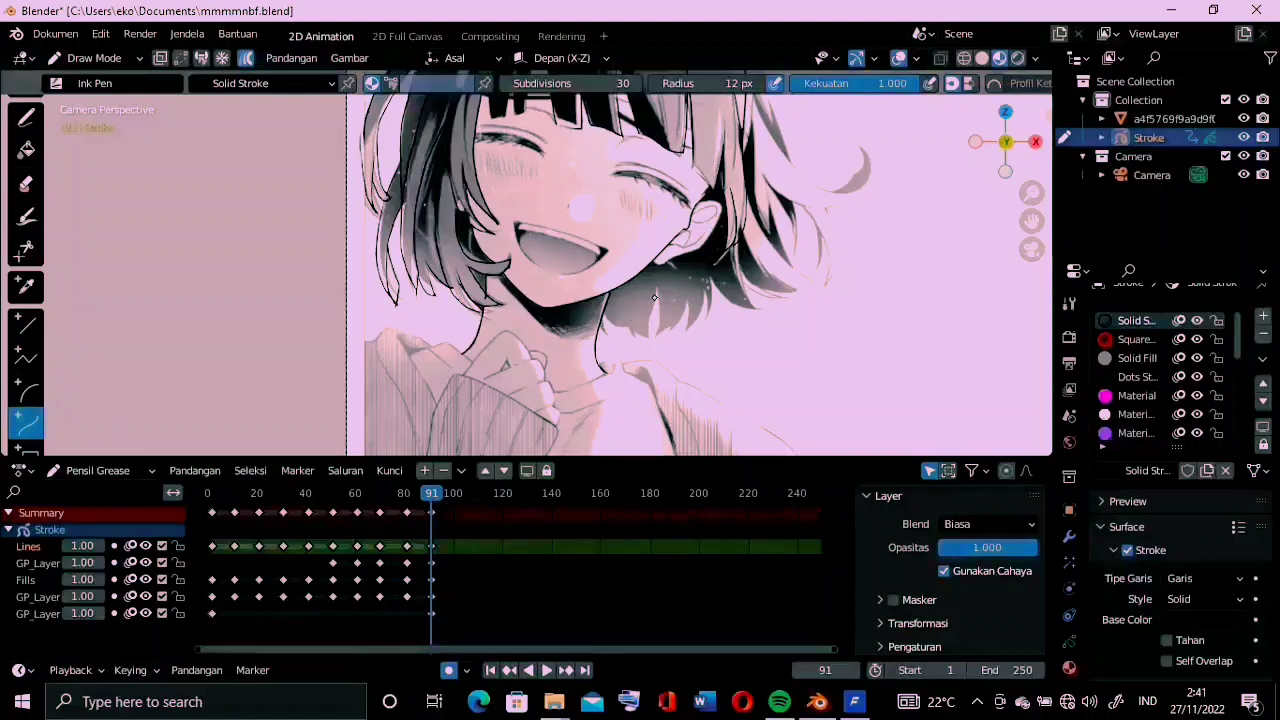 Blender* [C:\Users\eko\Documents\mmmmnbf.blend]
Dokumen Edit Render Jendela Bantuan 2D Animation 2D Full Canvas Compositing Rendering + Scene ViewLayer
Draw Mode Pandangan Gambar Asal Depan (X-Z)
Ink Pen Solid Stroke Subdivisions 30 Radius 12 px Kekuatan 1.000 Profil Ket
Scene Collection
Collection
a4f5769f9a9d9f
Stroke
Camera
Camera
Camera Perspective
Z
Y
X
Solid S...
Square...
Solid Fill
Dots St...
Material
Materi...
Materi...
Solid Str...
Preview
Surface
Stroke
Tipe Garis Garis
Style Solid
Base Color
Tahan
Self Overlap
Pensil Grease Pandangan Seleksi Marker Saluran Kunci
0 20 40 60 80 91 100 120 140 160 180 200 220 240
Summary
Stroke
Lines 1.00
GP_Layer 1.00
Fills 1.00
GP_Layer 1.00
GP_Layer 1.00
Layer
Blend Biasa
Opasitas 1.000
Gunakan Cahaya
Masker
Transformasi
Pengaturan
Playback Keying Pandangan Marker 91 Start 1 End 250
Type here to search 22°C IND 2:41
27/11/2022 5